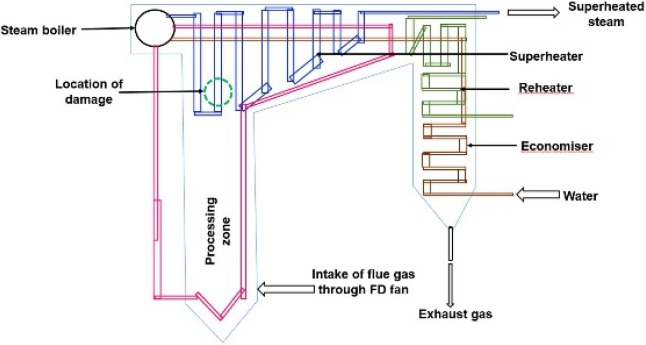 Superheated
steam
Steam boiler
Superheater
Location of
damage
Reheater
Economiser
Water
Processing
zone
Intake of flue gas
through FD fan
Exhaust gas